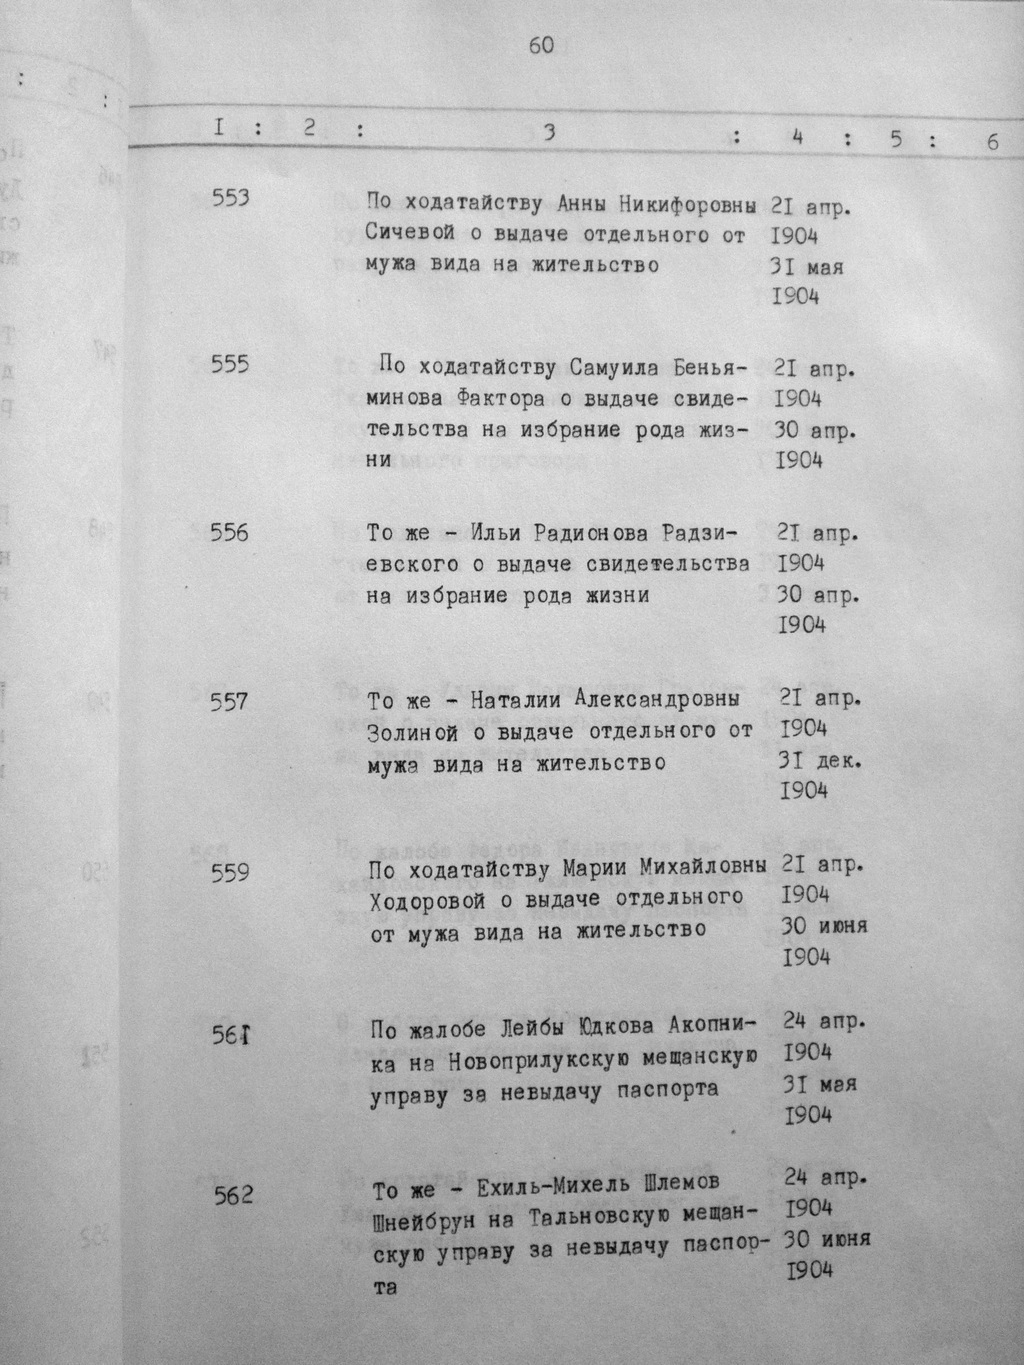 60
I : 2 : 3 : 4 : 5 : 6
553 По ходатайству Анны Никифоровны 21 апр.
Сичевой о выдаче отдельного от 1904
мужа вида на жительство 31 мая
1904
555 По ходатайству Самуила Бенья- 21 апр.
минова Фактора о выдаче свиде- 1904
тельства на избрание рода жиз- 30 апр.
ни 1904
556 То же - Ильи Радионова Радзи- 21 апр.
евского о выдаче свидетельства 1904
на избрание рода жизни 30 апр.
1904
557 То же - Наталии Александровны 21 апр.
Золиной о выдаче отдельного от 1904
мужа вида на жительство 31 дек.
1904
559 По ходатайству Марии Михайловны 21 апр.
Ходоровой о выдаче отдельного 1904
от мужа вида на жительство 30 июня
1904
561 По жалобе Лейбы Юдкова Акопни- 24 апр.
ка на Новоприлукскую мещанскую 1904
управу за невыдачу паспорта 31 мая
1904
562 То же - Ехиль-Михель Шлемов 24 апр.
Шнейбрун на Тальновскую мещан- 1904
скую управу за невыдачу паспор- 30 июня
та 1904